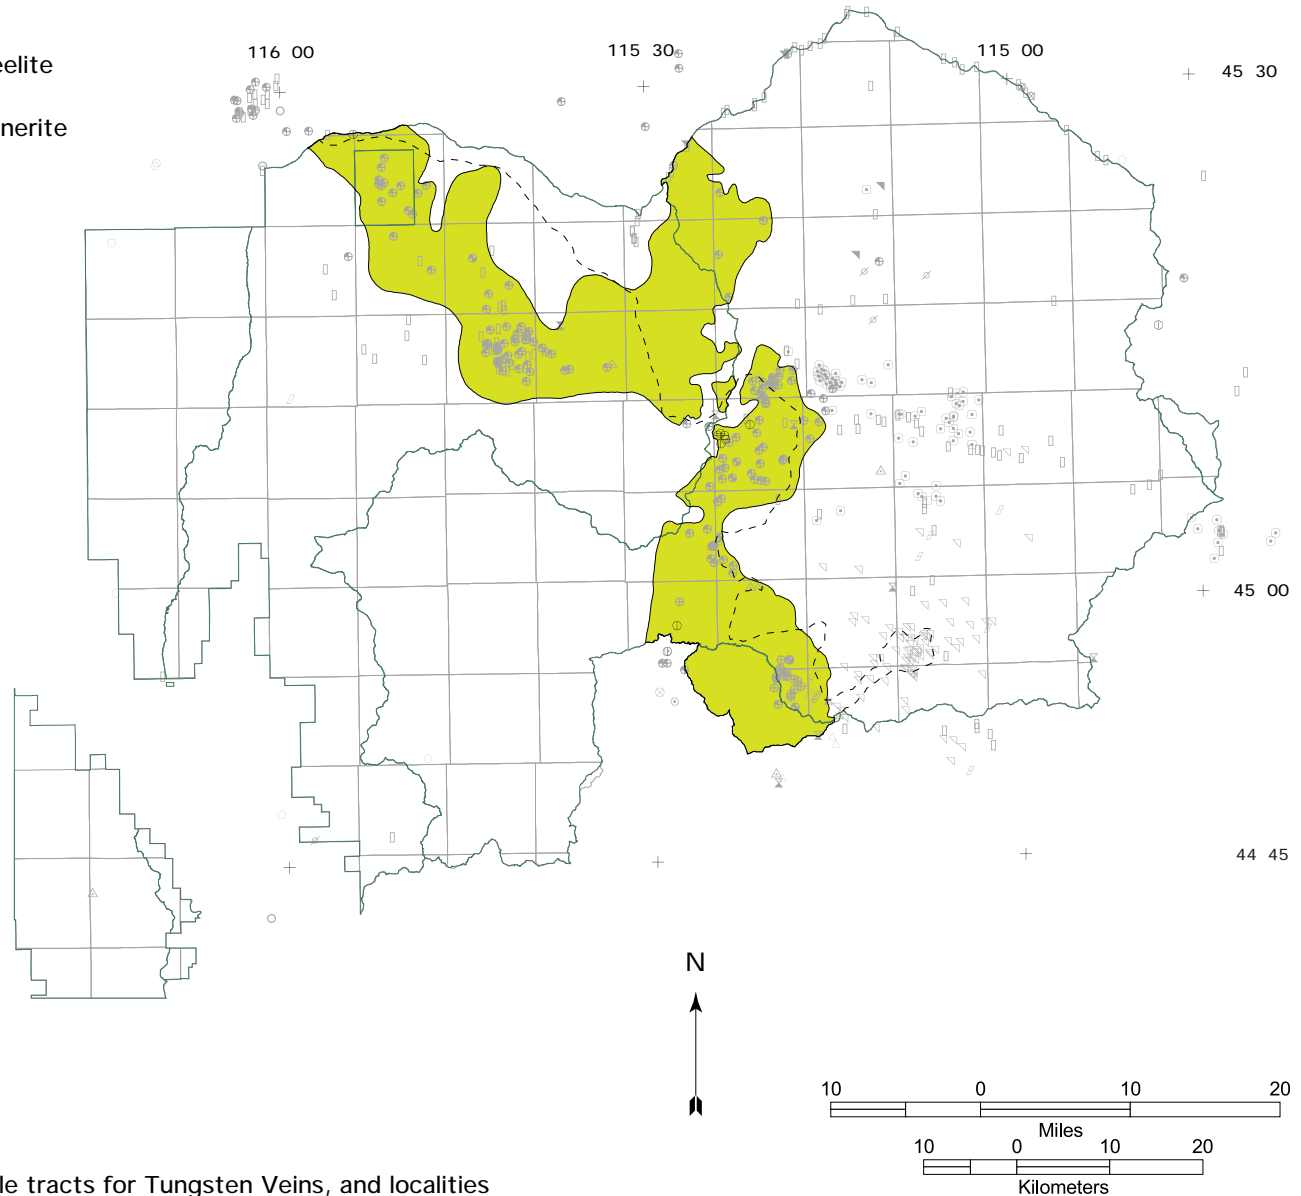 116 00
115 30
115 00
eelite
45 30
nerite
45 00
44 45
N
10 0 10 20
Miles
10 0 10 20
Kilometers
le tracts for Tungsten Veins, and localities